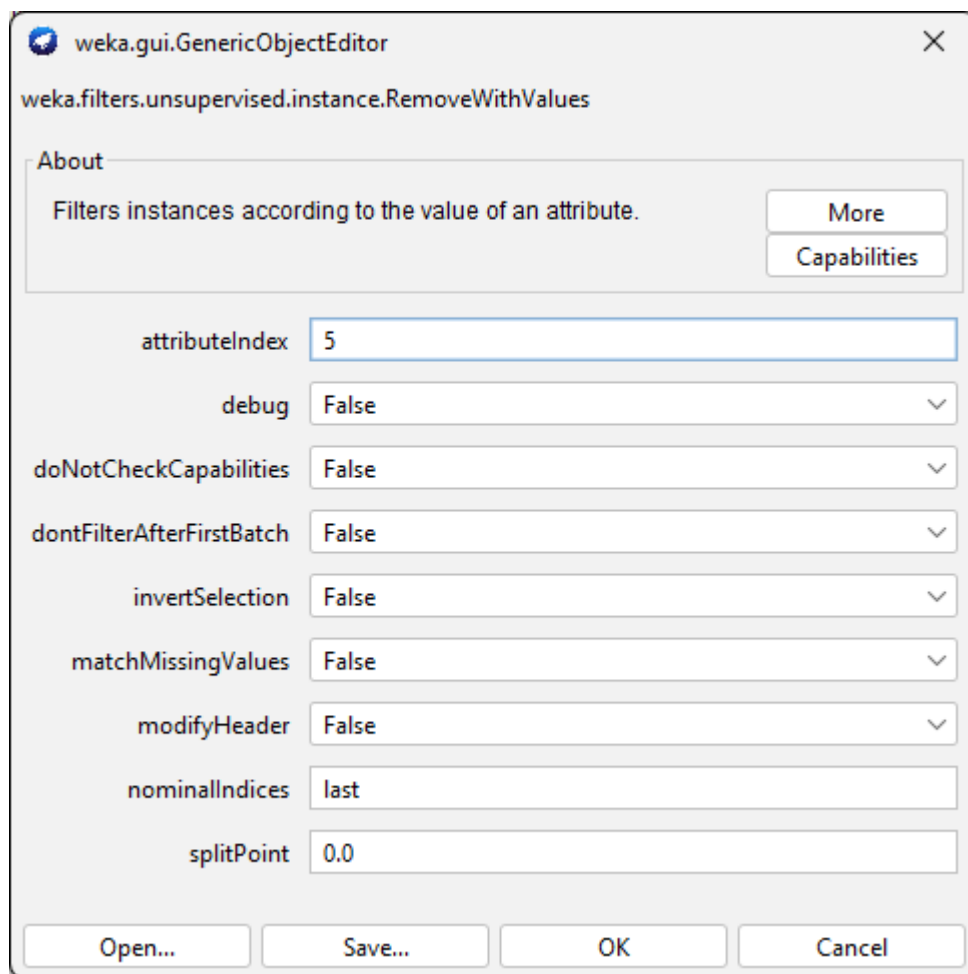 weka.gui.GenericObjectEditor
weka.filters.unsupervised.instance.RemoveWithValues
About
Filters instances according to the value of an attribute.
More
Capabilities
attributeIndex 5
debug False
doNotCheckCapabilities False
dontFilterAfterFirstBatch False
invertSelection False
matchMissingValues False
modifyHeader False
nominalIndices last
splitPoint 0.0
Open... Save... OK Cancel